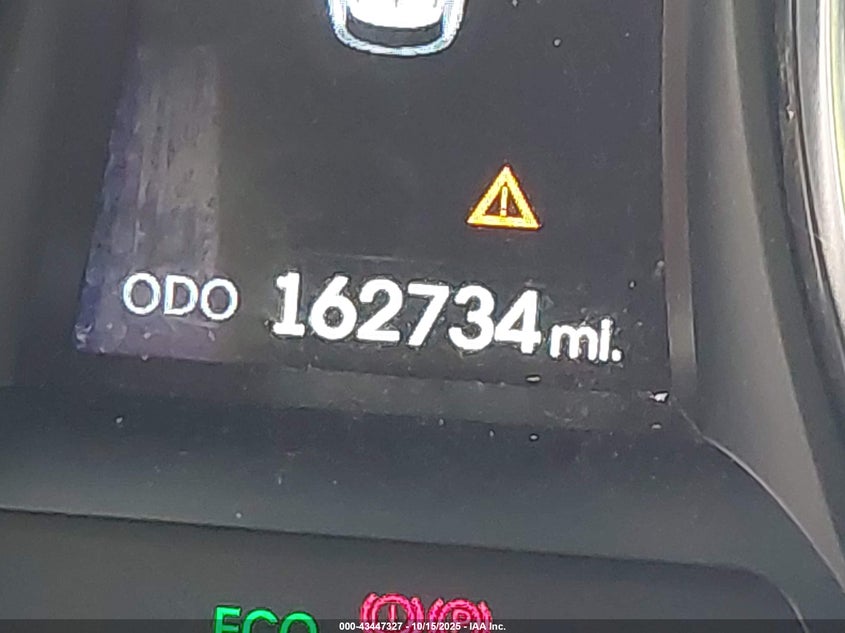 ODO 162734 mi.
ECO
000-43447327 - 10/15/2025 - IAA Inc.